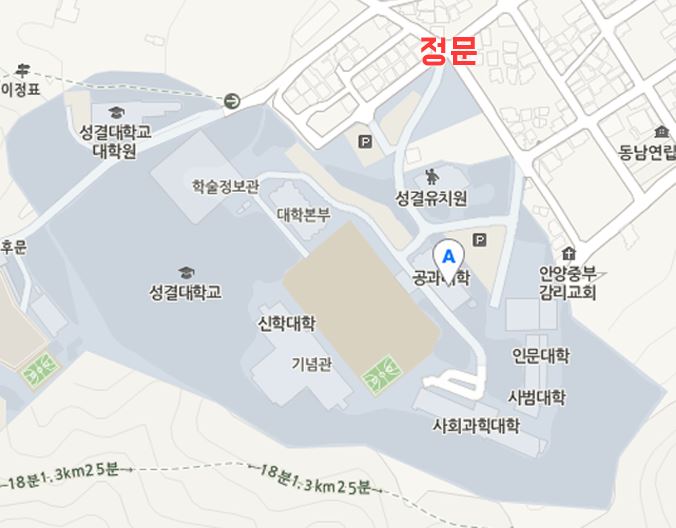 정문
이정표
성결대학교
대학원
동남연립
학술정보관
성결유치원
대학본부
후문
A
공과대학
안양중부
감리교회
성결대학교
신학대학
기념관
인문대학
사범대학
사회과학대학
18분1.3km25분
18분1.3km25분
P
P